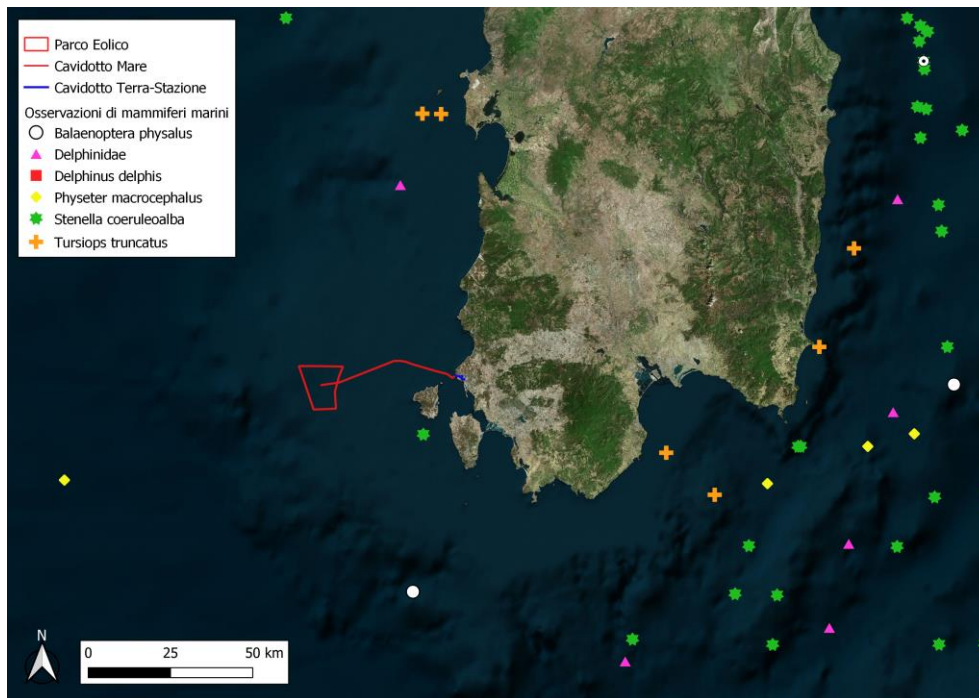 Parco Eolico
Cavidotto Mare
Cavidotto Terra-Stazione
Osservazioni di mammiferi marini
Balaenoptera physalus
Delphinidae
Delphinus delphis
Physeter macrocephalus
Stenella coeruleoalba
Tursiops truncatus
N
0 25 50 km